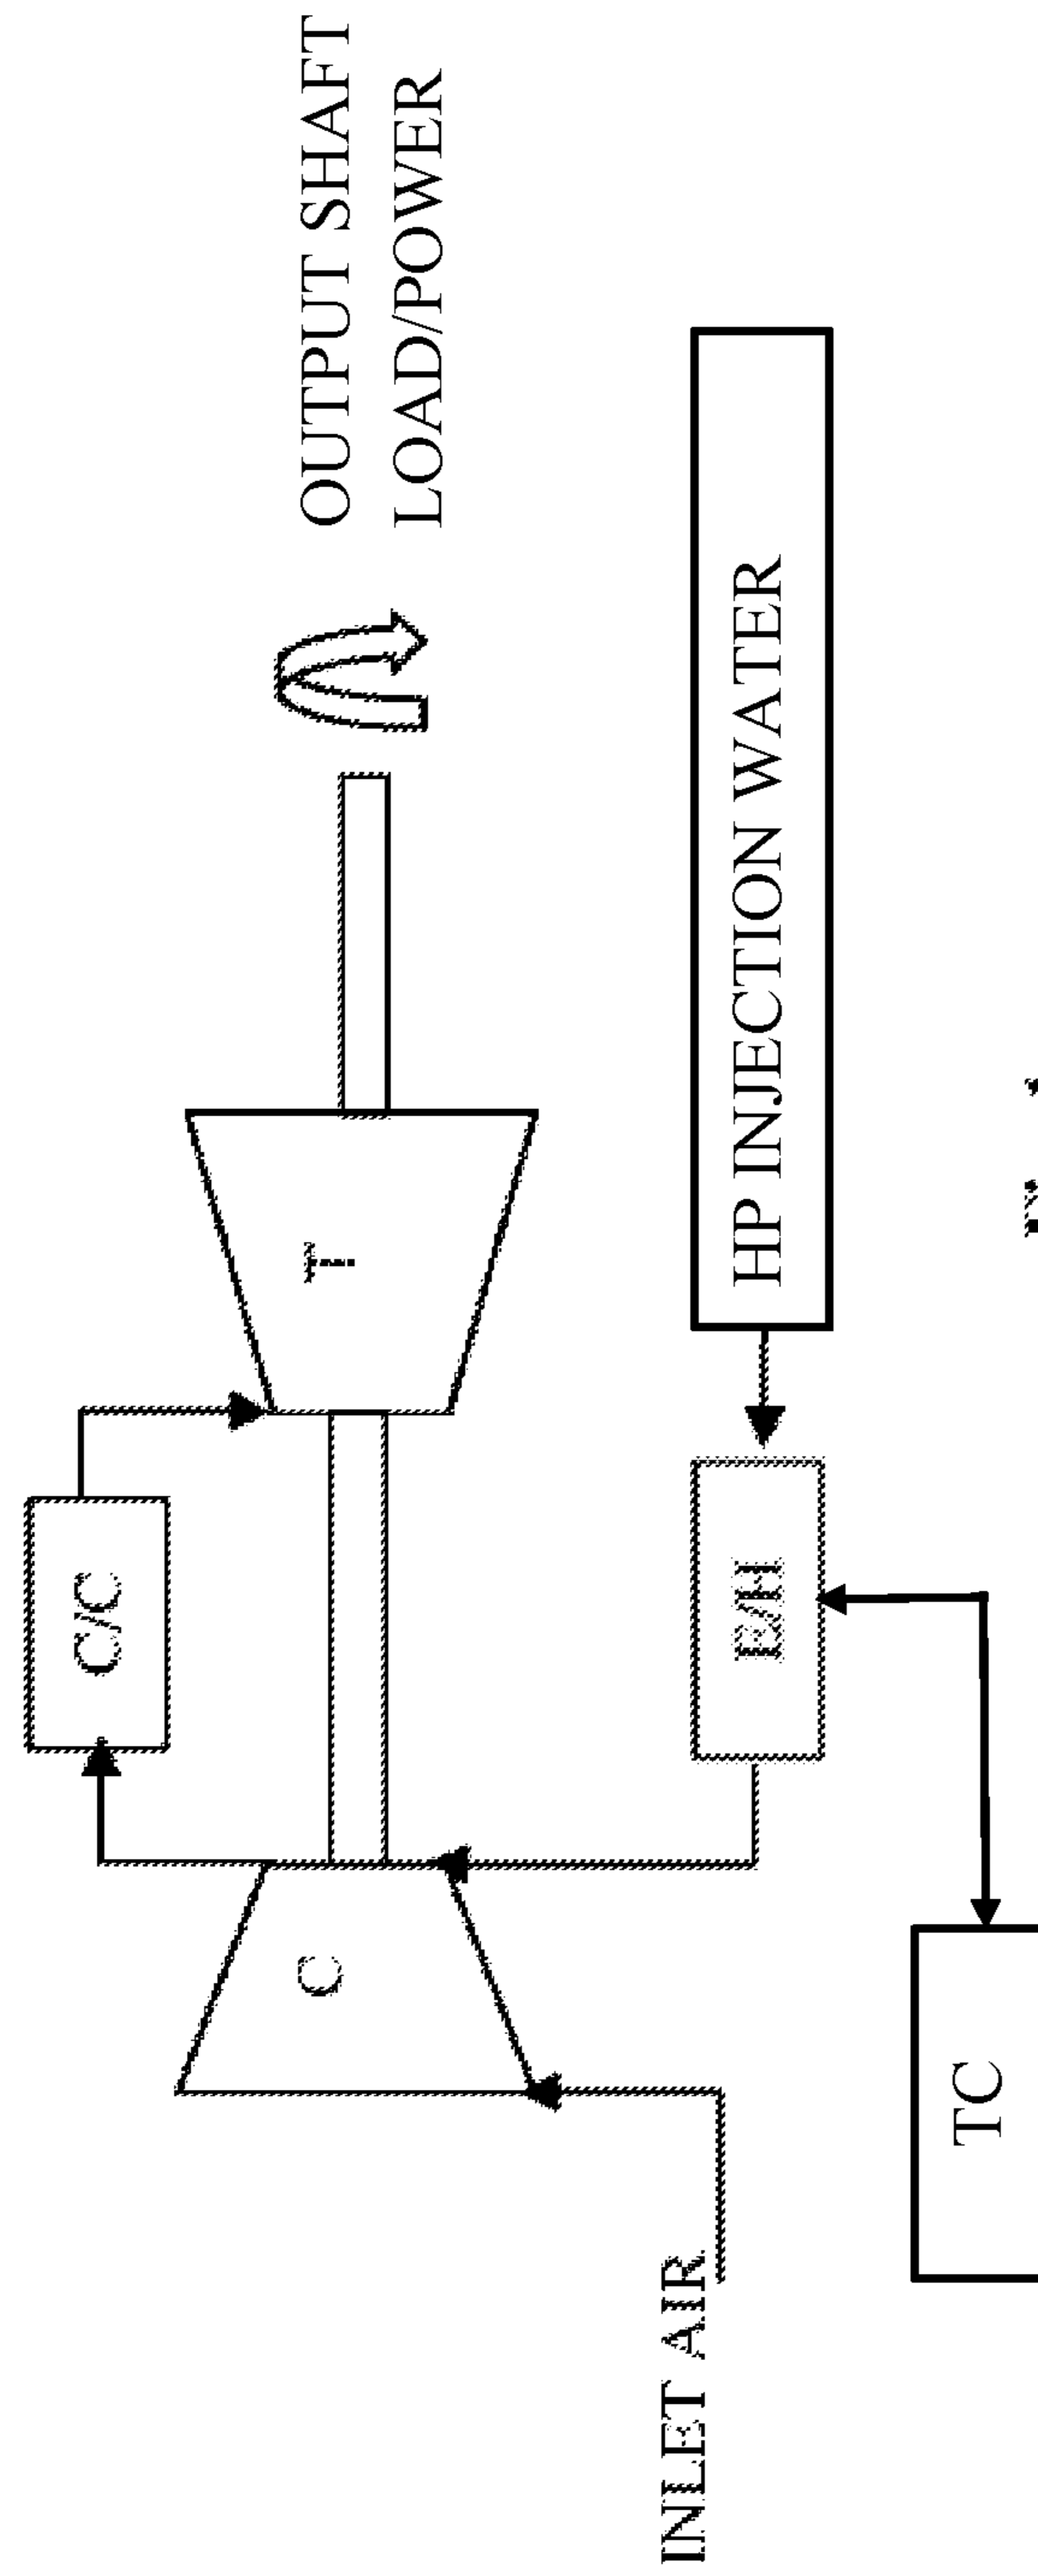 C/C
OUTPUT SHAFT
LOAD/POWER
C
T
INLET AIR
E/H
HP INJECTION WATER
TC